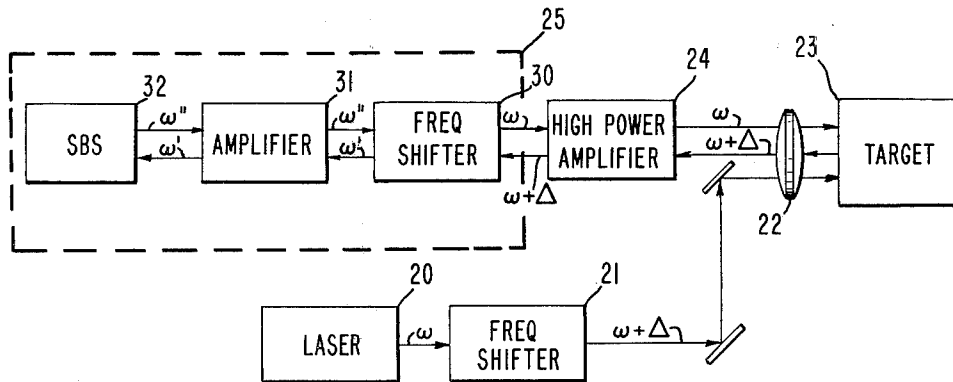 25
32
31
30
24
23
ω"
ω"
ω
ω
SBS
AMPLIFIER
FREQ
SHIFTER
HIGH POWER
AMPLIFIER
TARGET
ω'
ω'
ω+Δ
ω+Δ
22
20
21
LASER
ω
FREQ
SHIFTER
ω+Δ